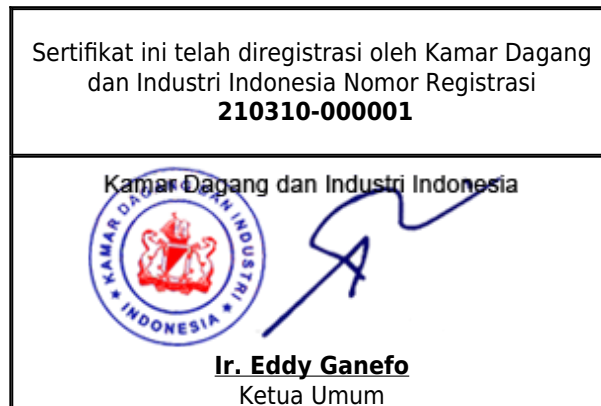 Sertifikat ini telah diregistrasi oleh Kamar Dagang
dan Industri Indonesia Nomor Registrasi
210310-000001
Kamar Dagang dan Industri Indonesia
KAMAR DAGANG DAN INDUSTRI
INDONESIA
Ir. Eddy Ganefo
Ketua Umum